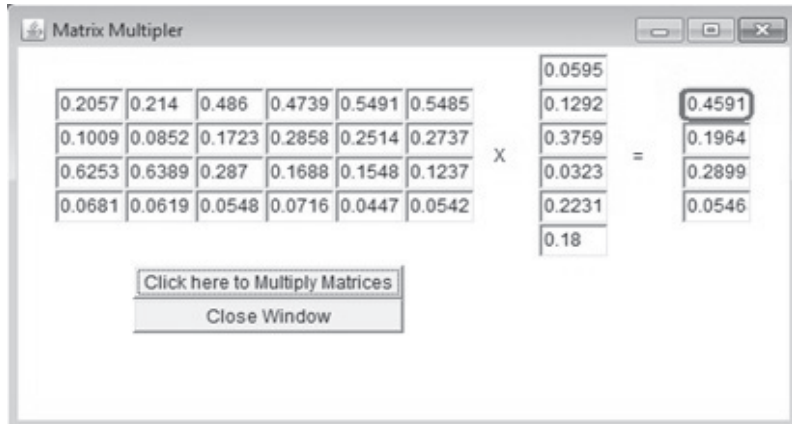 Matrix Multipler
0.0595
0.2057 0.214 0.486 0.4739 0.5491 0.5485 0.1292 0.4591
0.1009 0.0852 0.1723 0.2858 0.2514 0.2737 0.3759 0.1964
X =
0.6253 0.6389 0.287 0.1688 0.1548 0.1237 0.0323 0.2899
0.0681 0.0619 0.0548 0.0716 0.0447 0.0542 0.2231 0.0546
0.18
Click here to Multiply Matrices
Close Window